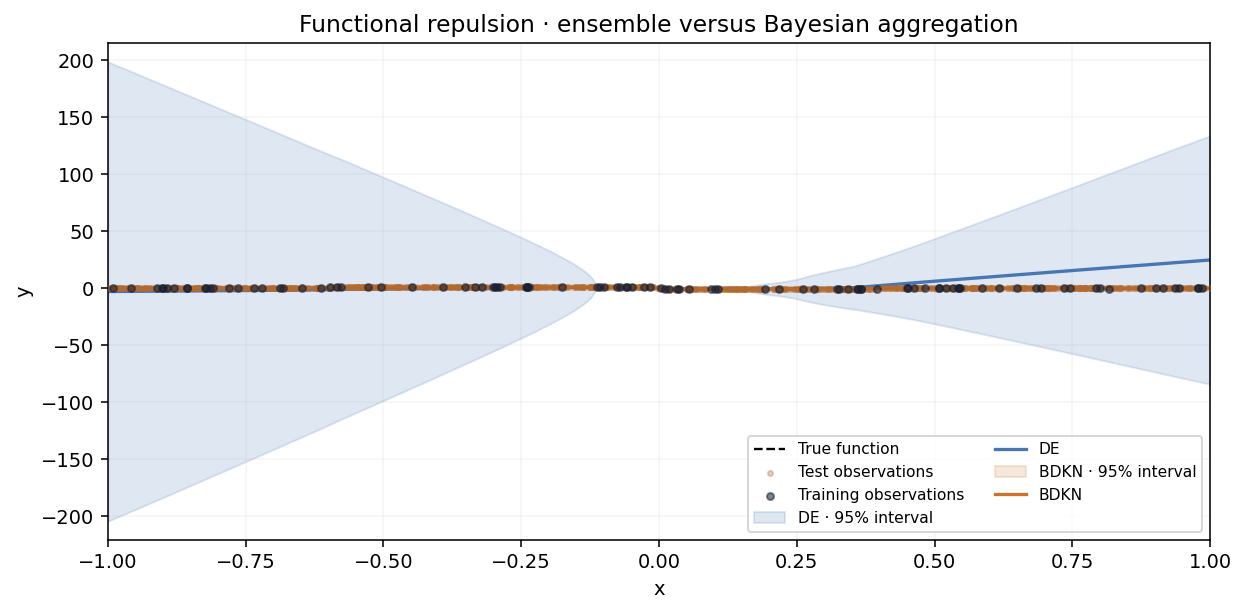 Functional repulsion · ensemble versus Bayesian aggregation
y
200
150
100
50
0
−50
−100
−150
−200
True function
Test observations
Training observations
DE · 95% interval
DE
BDKN · 95% interval
BDKN
−1.00 −0.75 −0.50 −0.25 0.00 0.25 0.50 0.75 1.00
x